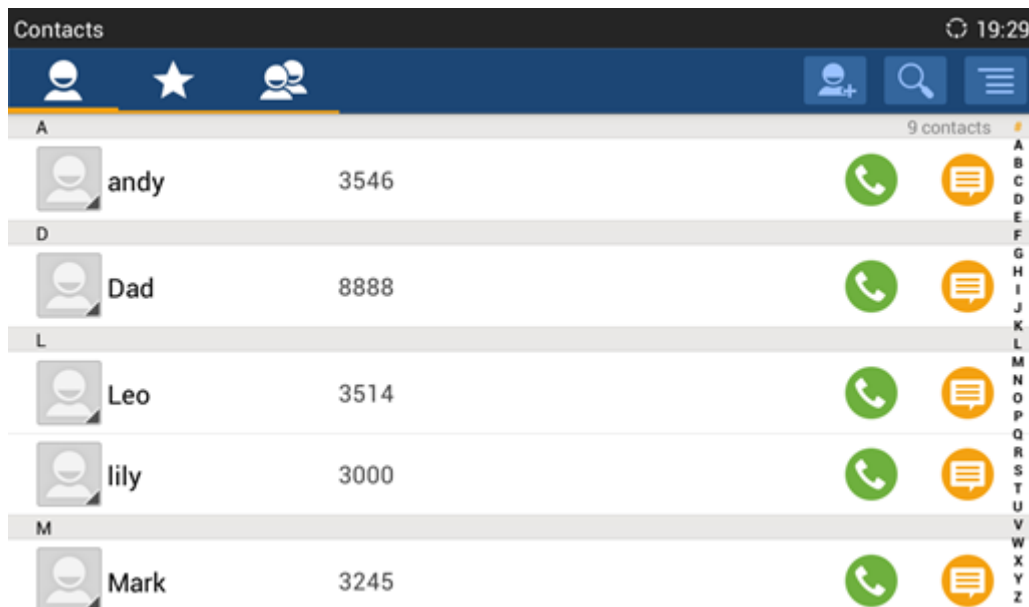 Contacts 19:29
A 9 contacts #
andy 3546
D
Dad 8888
L
Leo 3514
lily 3000
M
Mark 3245
A
B
C
D
E
F
G
H
I
J
K
L
M
N
O
P
Q
R
S
T
U
V
W
X
Y
Z